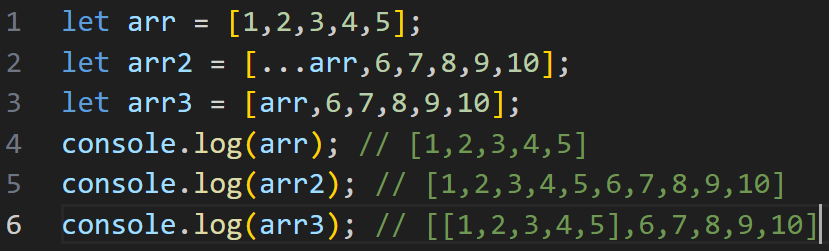 1 let arr = [1,2,3,4,5];
2 let arr2 = [...arr,6,7,8,9,10];
3 let arr3 = [arr,6,7,8,9,10];
4 console.log(arr); // [1,2,3,4,5]
5 console.log(arr2); // [1,2,3,4,5,6,7,8,9,10]
6 console.log(arr3); // [[1,2,3,4,5],6,7,8,9,10]